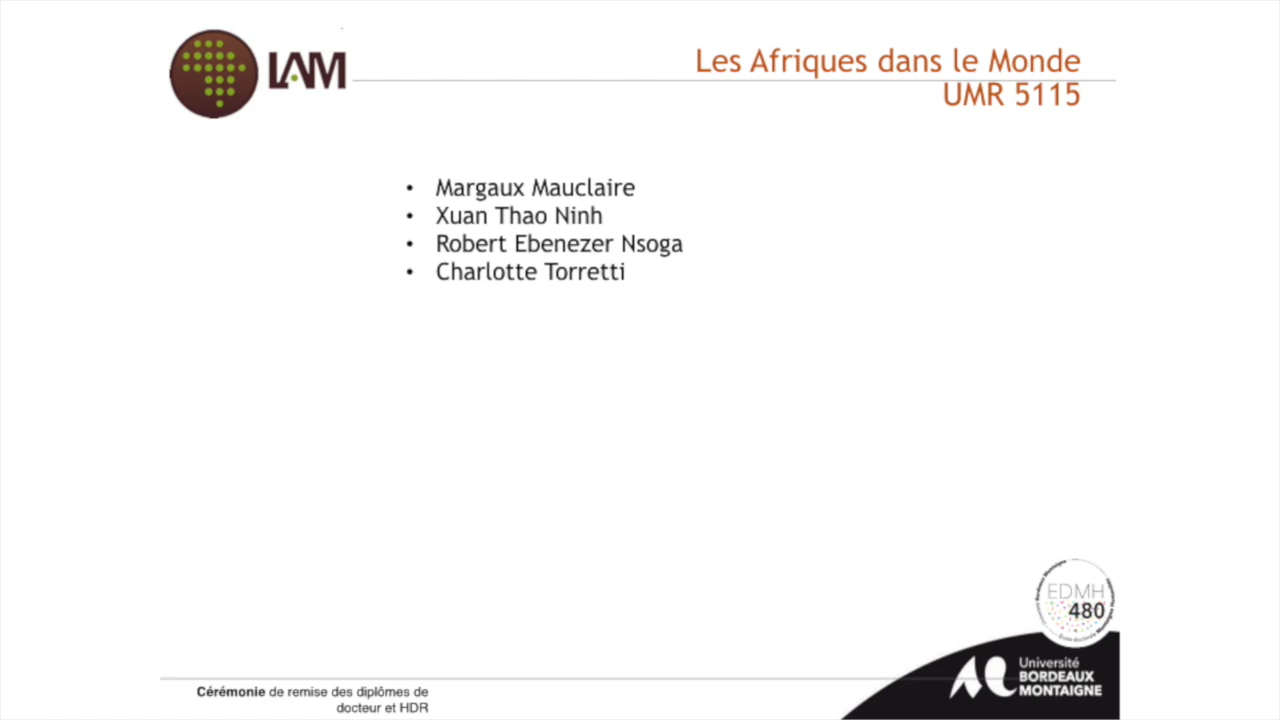 LAM
Les Afriques dans le Monde
UMR 5115
• Margaux Mauclaire
• Xuan Thao Ninh
• Robert Ebenezer Nsoga
• Charlotte Torretti
EDMH
480
Université
BORDEAUX
MONTAIGNE
Cérémonie de remise des diplômes de
docteur et HDR